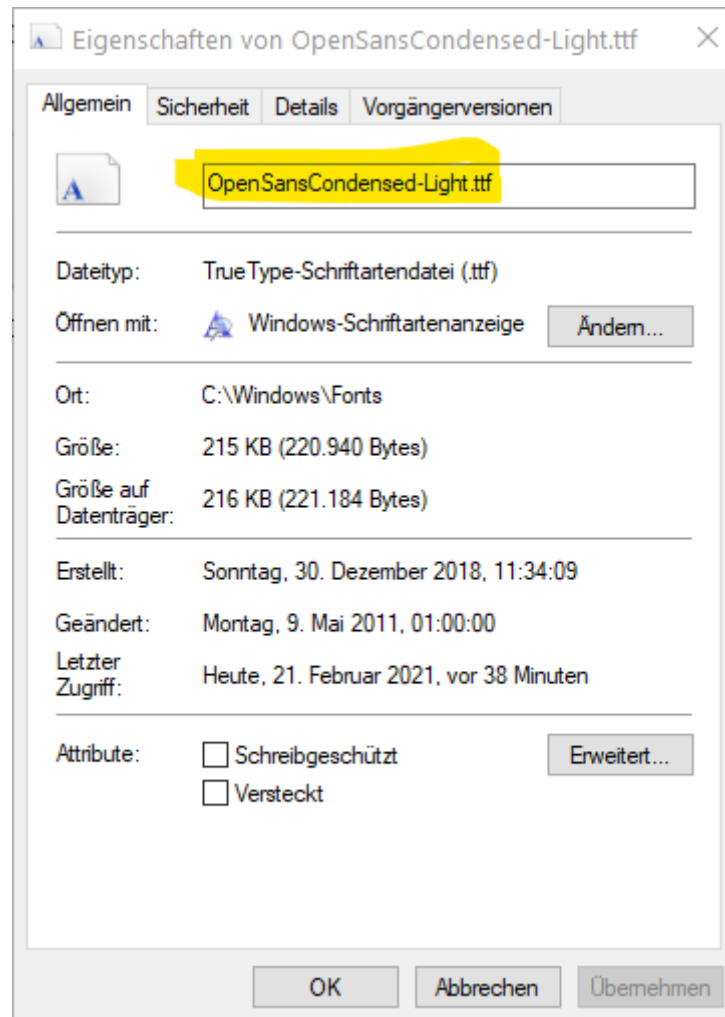 Eigenschaften von OpenSansCondensed-Light.ttf
Allgemein Sicherheit Details Vorgängerversionen
A
OpenSansCondensed-Light.ttf
Dateityp: TrueType-Schriftartendatei (.ttf)
Öffnen mit: Windows-Schriftartenanzeige Ändern...
Ort: C:\Windows\Fonts
Größe: 215 KB (220.940 Bytes)
Größe auf
Datenträger: 216 KB (221.184 Bytes)
Erstellt: Sonntag, 30. Dezember 2018, 11:34:09
Geändert: Montag, 9. Mai 2011, 01:00:00
Letzter
Zugriff: Heute, 21. Februar 2021, vor 38 Minuten
Attribute: Schreibgeschützt Erweitert...
Versteckt
OK Abbrechen Übernehmen